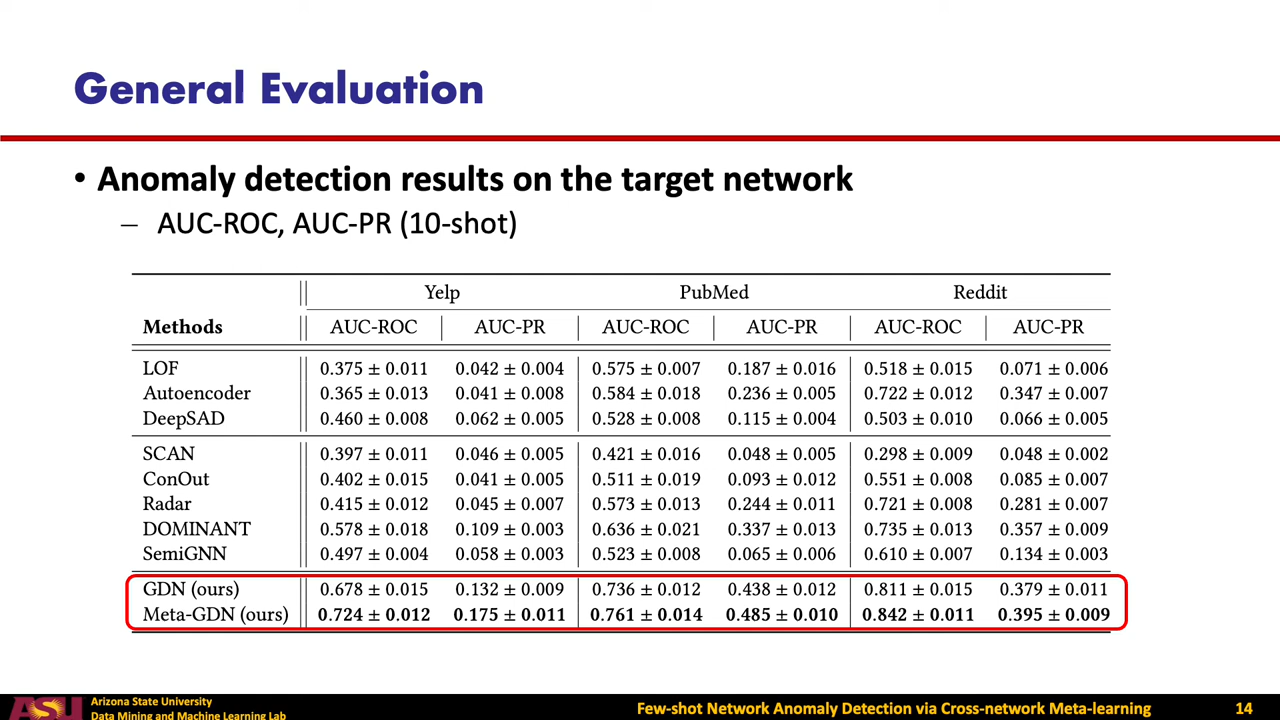 General Evaluation
• Anomaly detection results on the target network
– AUC-ROC, AUC-PR (10-shot)
Yelp PubMed Reddit
Methods AUC-ROC AUC-PR AUC-ROC AUC-PR AUC-ROC AUC-PR
LOF 0.375 ± 0.011 0.042 ± 0.004 0.575 ± 0.007 0.187 ± 0.016 0.518 ± 0.015 0.071 ± 0.006
Autoencoder 0.365 ± 0.013 0.041 ± 0.008 0.584 ± 0.018 0.236 ± 0.005 0.722 ± 0.012 0.347 ± 0.007
DeepSAD 0.460 ± 0.008 0.062 ± 0.005 0.528 ± 0.008 0.115 ± 0.004 0.503 ± 0.010 0.066 ± 0.005
SCAN 0.397 ± 0.011 0.046 ± 0.005 0.421 ± 0.016 0.048 ± 0.005 0.298 ± 0.009 0.048 ± 0.002
ConOut 0.402 ± 0.015 0.041 ± 0.005 0.511 ± 0.019 0.093 ± 0.012 0.551 ± 0.008 0.085 ± 0.007
Radar 0.415 ± 0.012 0.045 ± 0.007 0.573 ± 0.013 0.244 ± 0.011 0.721 ± 0.008 0.281 ± 0.007
DOMINANT 0.578 ± 0.018 0.109 ± 0.003 0.636 ± 0.021 0.337 ± 0.013 0.735 ± 0.013 0.357 ± 0.009
SemiGNN 0.497 ± 0.004 0.058 ± 0.003 0.523 ± 0.008 0.065 ± 0.006 0.610 ± 0.007 0.134 ± 0.003
GDN (ours) 0.678 ± 0.015 0.132 ± 0.009 0.736 ± 0.012 0.438 ± 0.012 0.811 ± 0.015 0.379 ± 0.011
Meta-GDN (ours) 0.724 ± 0.012 0.175 ± 0.011 0.761 ± 0.014 0.485 ± 0.010 0.842 ± 0.011 0.395 ± 0.009
ASU
Arizona State University
Data Mining and Machine Learning Lab
Few-shot Network Anomaly Detection via Cross-network Meta-learning
14